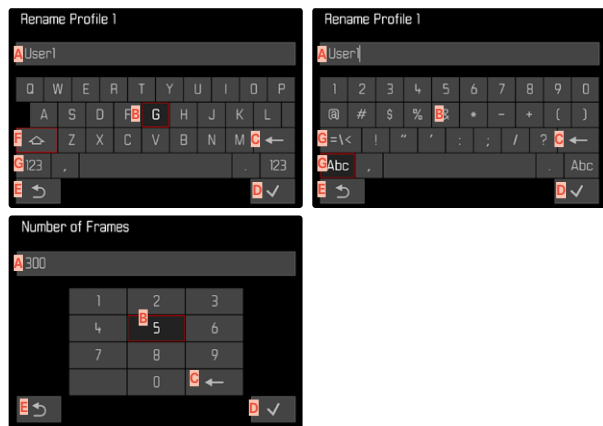 Rename Profile 1
A User1
Q W E R T Y U I O P
A S D F B G H J K L
F Z X C V B N M C ←
G 123 , . 123
E D
Rename Profile 1
A User1
1 2 3 4 5 6 7 8 9 0
@ # $ % B & * - + ( )
G =\< ! " ' : ; / ? C ←
G Abc , . Abc
E D
Number of Frames
A 300
1 2 3
4 B 5 6
7 8 9
0 C ←
E D